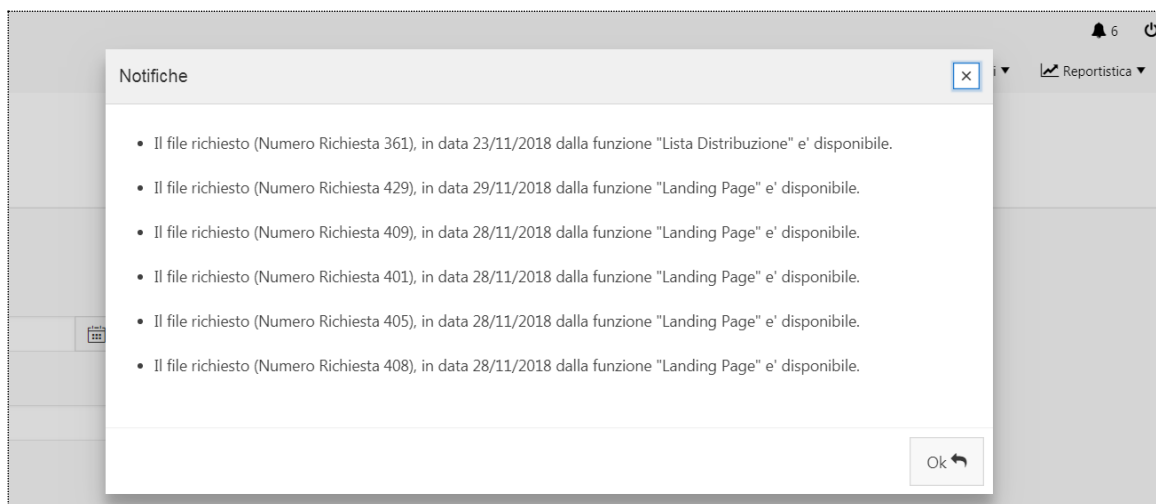 6
Notifiche
i
Reportistica
Il file richiesto (Numero Richiesta 361), in data 23/11/2018 dalla funzione "Lista Distribuzione" e' disponibile.
Il file richiesto (Numero Richiesta 429), in data 29/11/2018 dalla funzione "Landing Page" e' disponibile.
Il file richiesto (Numero Richiesta 409), in data 28/11/2018 dalla funzione "Landing Page" e' disponibile.
Il file richiesto (Numero Richiesta 401), in data 28/11/2018 dalla funzione "Landing Page" e' disponibile.
Il file richiesto (Numero Richiesta 405), in data 28/11/2018 dalla funzione "Landing Page" e' disponibile.
Il file richiesto (Numero Richiesta 408), in data 28/11/2018 dalla funzione "Landing Page" e' disponibile.
Ok